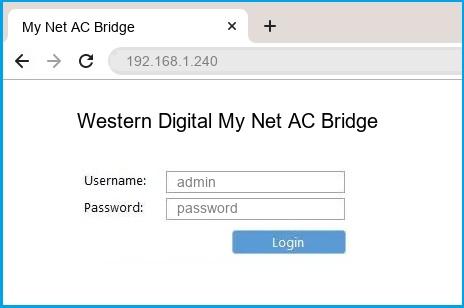 My Net AC Bridge
192.168.1.240
Western Digital My Net AC Bridge
Username: admin
Password: password
Login